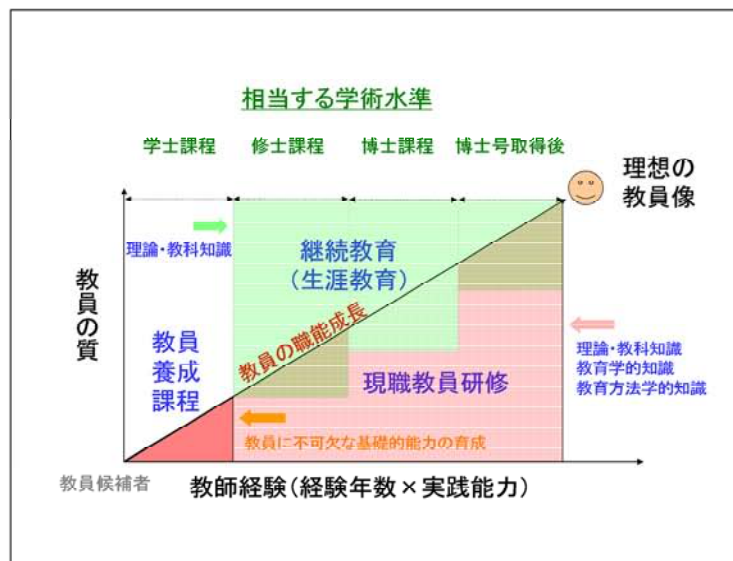 相当する学術水準
学士課程
修士課程
博士課程
博士号取得後
理想の
教員像
理論・教科知識
継続教育
(生涯教育)
教員の質
教員の職能成長
教員
養成
課程
現職教員研修
理論・教科知識
教育学的知識
教育方法学的知識
教員に不可欠な基礎的能力の育成
教員候補者
教師経験(経験年数×実践能力)